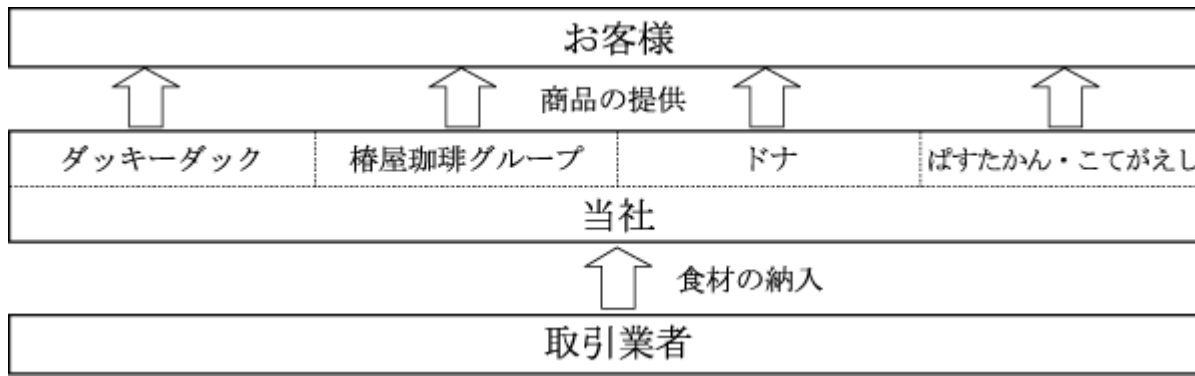 お客様
商品の提供
ダッキーダック 椿屋珈琲グループ ドナ ぱすたかん・こてがえし
当社
食材の納入
取引業者